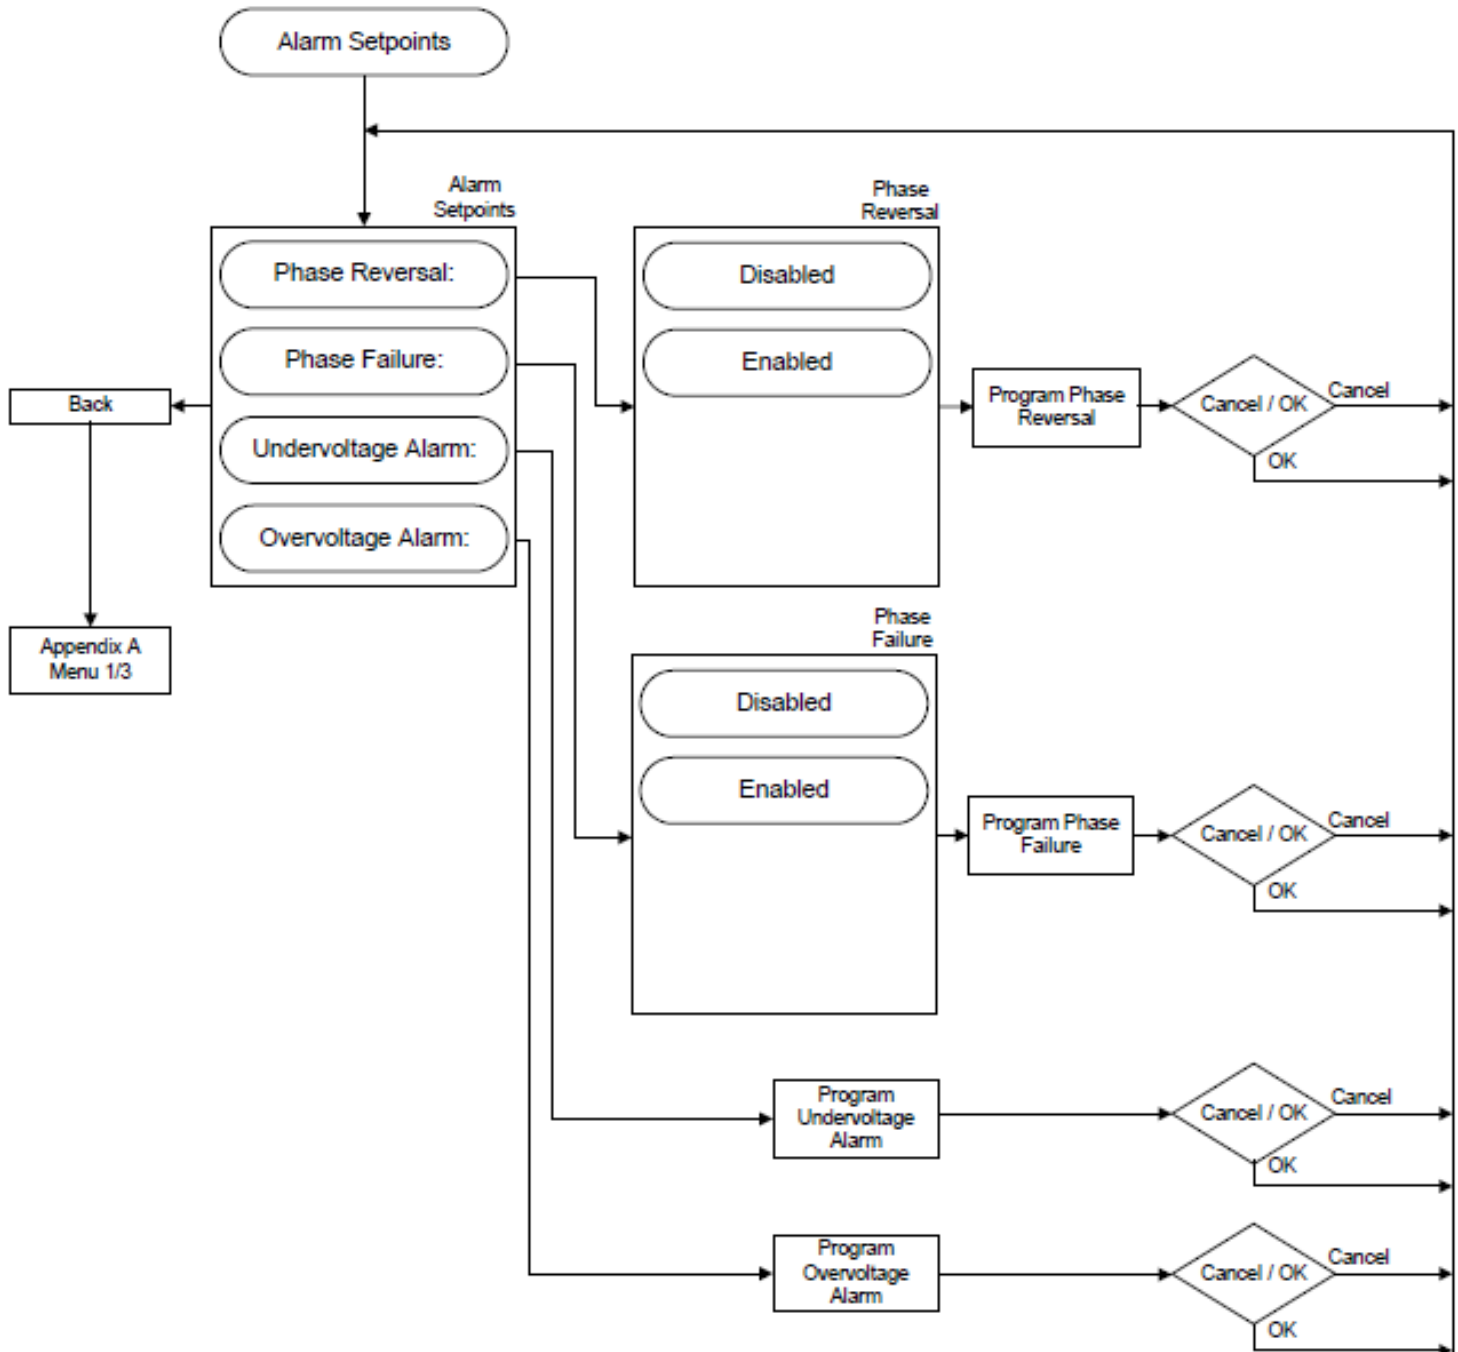 Alarm Setpoints
Alarm
Setpoints
Phase Reversal:
Phase Failure:
Undervoltage Alarm:
Overvoltage Alarm:
Back
Appendix A
Menu 1/3
Phase
Reversal
Disabled
Enabled
Program Phase
Reversal
Cancel / OK
Cancel
OK
Phase
Failure
Disabled
Enabled
Program Phase
Failure
Cancel / OK
Cancel
OK
Program
Undervoltage
Alarm
Cancel / OK
Cancel
OK
Program
Overvoltage
Alarm
Cancel / OK
Cancel
OK